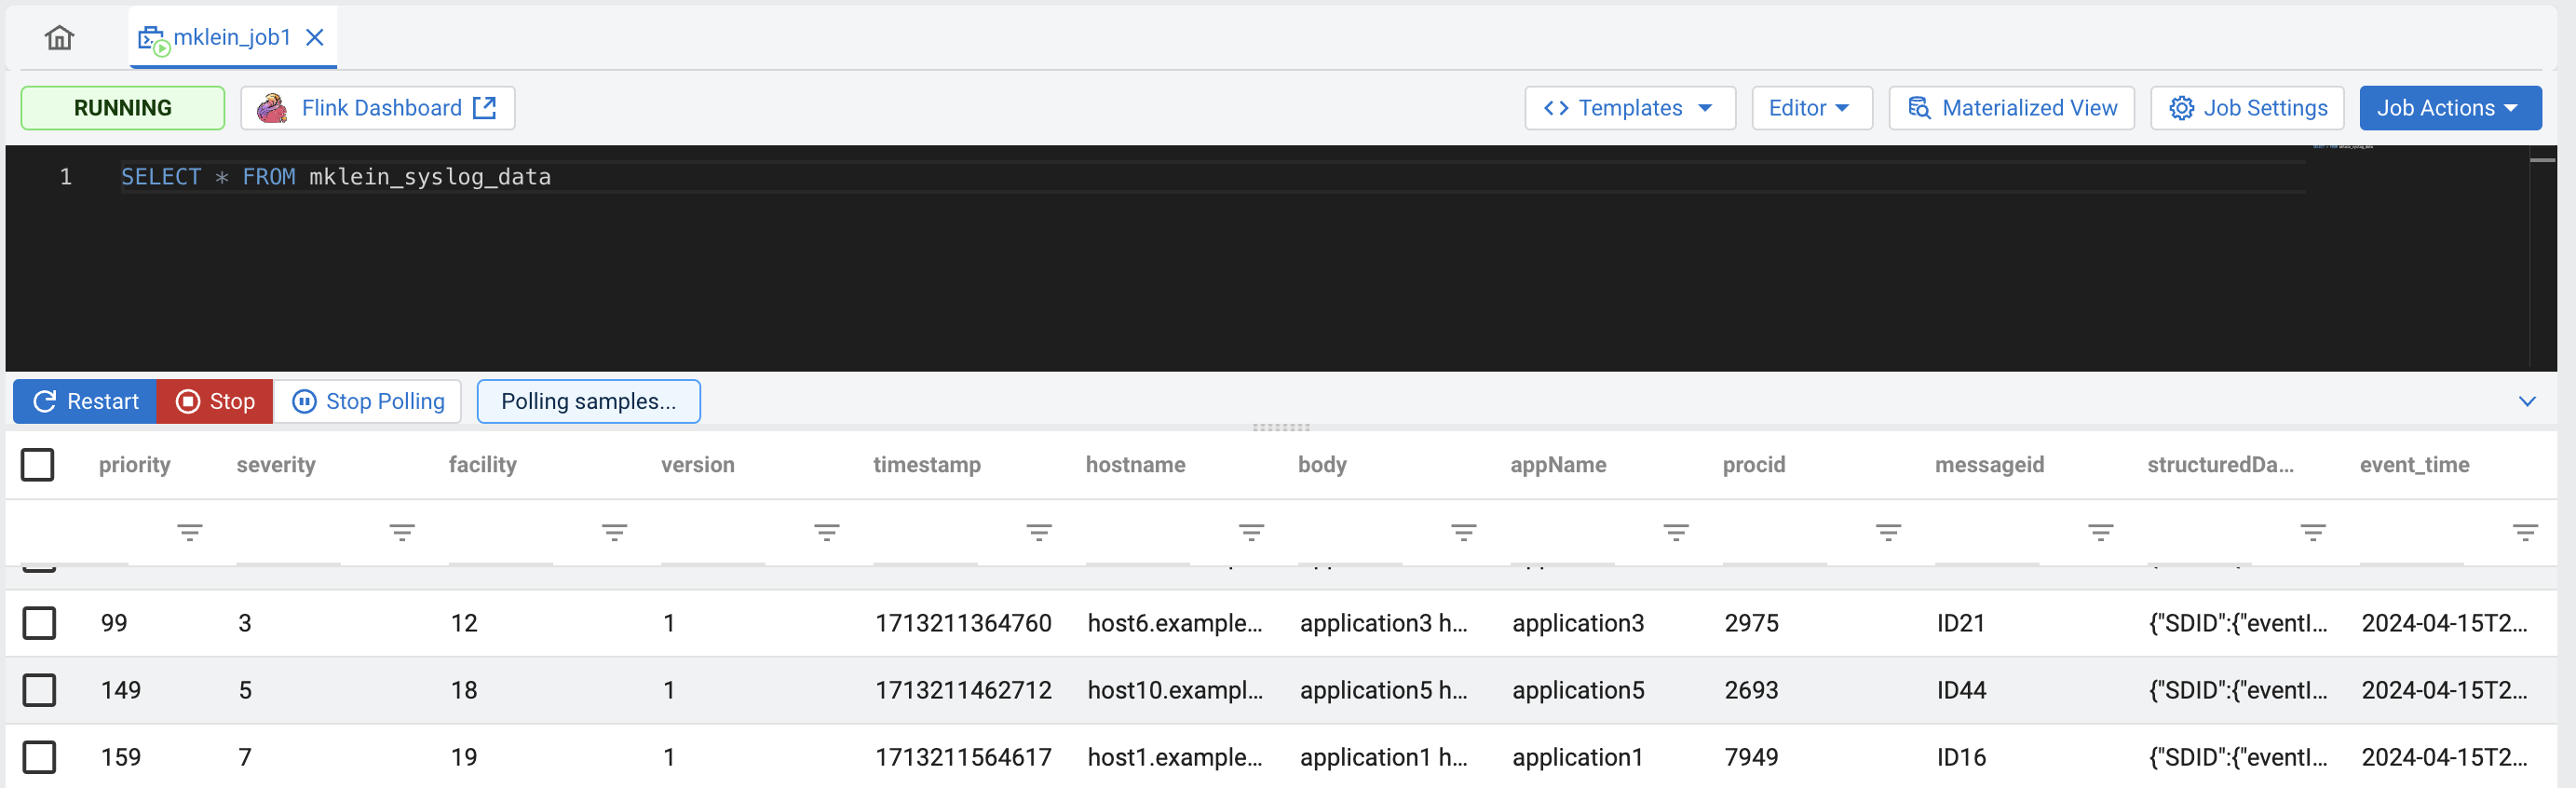 mklein_job1
RUNNING Flink Dashboard Templates Editor Materialized View Job Settings Job Actions
1 SELECT * FROM mklein_syslog_data
Restart Stop Stop Polling Polling samples...
priority severity facility version timestamp hostname body appName procid messageid structuredDa... event_time
99 3 12 1 1713211364760 host6.example... application3 h... application3 2975 ID21 {"SDID":{"eventI... 2024-04-15T2...
149 5 18 1 1713211462712 host10.exampl... application5 h... application5 2693 ID44 {"SDID":{"eventI... 2024-04-15T2...
159 7 19 1 1713211564617 host1.example... application1 h... application1 7949 ID16 {"SDID":{"eventI... 2024-04-15T2...